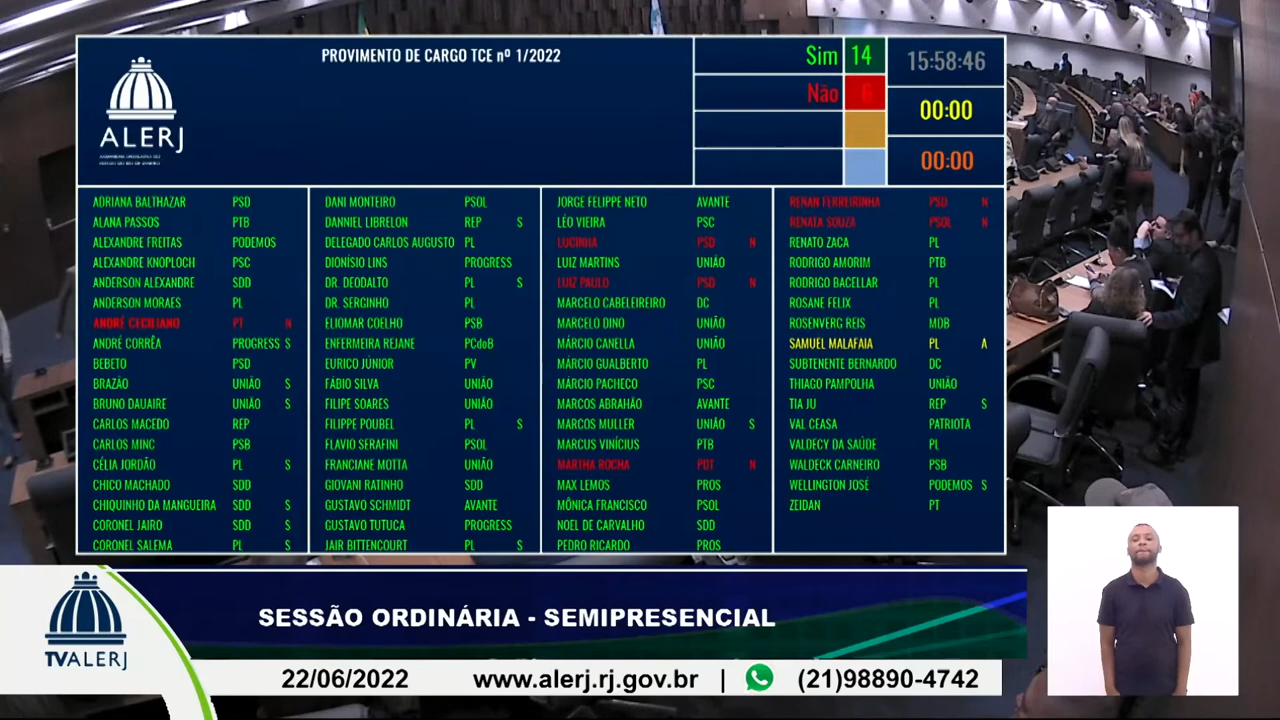 PROVIMENTO DE CARGO TCE nº 1/2022
Sim 14
Não 6
15:58:46
00:00
00:00
ALERJ
ADRIANA BALTHAZAR PSD
ALANA PASSOS PTB
ALEXANDRE FREITAS PODEMOS
ALEXANDRE KNOPLOCH PSC
ANDERSON ALEXANDRE SDD
ANDERSON MORAES PL
ANDRÉ CECILIANO PT N
ANDRÉ CORRÊA PROGRESS S
BEBETO PSD
BRAZÃO UNIÃO S
BRUNO DAUAIRE UNIÃO S
CARLOS MACEDO REP
CARLOS MINC PSB
CÉLIA JORDÃO PL S
CHICO MACHADO SDD
CHIQUINHO DA MANGUEIRA SDD S
CORONEL JAIRO SDD S
CORONEL SALEMA PL S
DANI MONTEIRO PSOL
DANNIEL LIBRELON REP S
DELEGADO CARLOS AUGUSTO PL
DIONÍSIO LINS PROGRESS
DR. DEODALTO PL S
DR. SERGINHO PL
ELIOMAR COELHO PSB
ENFERMEIRA REJANE PCdoB
EURICO JÚNIOR PV
FÁBIO SILVA UNIÃO
FILIPE SOARES UNIÃO
FILIPPE POUBEL PL S
FLAVIO SERAFINI PSOL
FRANCIANE MOTTA UNIÃO
GIOVANI RATINHO SDD
GUSTAVO SCHMIDT AVANTE
GUSTAVO TUTUCA PROGRESS
JAIR BITTENCOURT PL S
JORGE FELIPPE NETO AVANTE
LÉO VIEIRA PSC
LUCINHA PSD N
LUIZ MARTINS UNIÃO
LUIZ PAULO PSD N
MARCELO CABELEIREIRO DC
MARCELO DINO UNIÃO
MÁRCIO CANELLA UNIÃO
MÁRCIO GUALBERTO PL
MÁRCIO PACHECO PSC
MARCOS ABRAHÃO AVANTE
MARCOS MULLER UNIÃO S
MARCUS VINÍCIUS PTB
MARTHA ROCHA PDT N
MAX LEMOS PROS
MÔNICA FRANCISCO PSOL
NOEL DE CARVALHO SDD
PEDRO RICARDO PROS
RENAN FERREIRINHA PSD N
RENATA SOUZA PSOL N
RENATO ZACA PL
RODRIGO AMORIM PTB
RODRIGO BACELLAR PL
ROSANE FELIX PL
ROSENVERG REIS MDB
SAMUEL MALAFAIA PL A
SUBTENENTE BERNARDO DC
THIAGO PAMPOLHA UNIÃO
TIA JU REP S
VAL CEASA PATRIOTA
VALDECY DA SAÚDE PL
WALDECK CARNEIRO PSB
WELLINGTON JOSÉ PODEMOS S
ZEIDAN PT
SESSÃO ORDINÁRIA - SEMIPRESENCIAL
TVALERJ
22/06/2022 www.alerj.rj.gov.br | (21)98890-4742